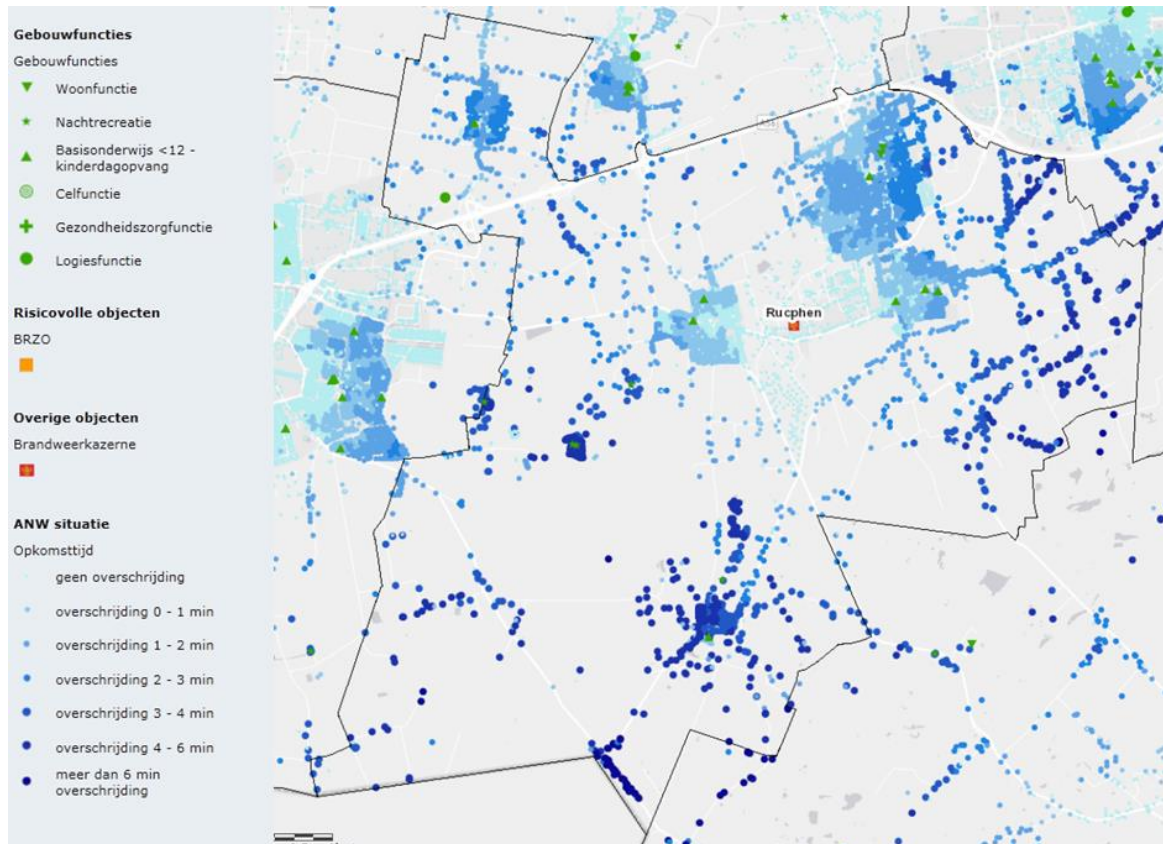 Gebouwfuncties
Gebouwfuncties
Woonfunctie
Nachtrecreatie
Basisonderwijs <12 -
kinderdagopvang
Celfunctie
Gezondheidszorgfunctie
Logiesfunctie
Risicovolle objecten
BRZO
Overige objecten
Brandweerkazerne
ANW situatie
Opkomsttijd
geen overschrijding
overschrijding 0 - 1 min
overschrijding 1 - 2 min
overschrijding 2 - 3 min
overschrijding 3 - 4 min
overschrijding 4 - 6 min
meer dan 6 min
overschrijding
Rucphen